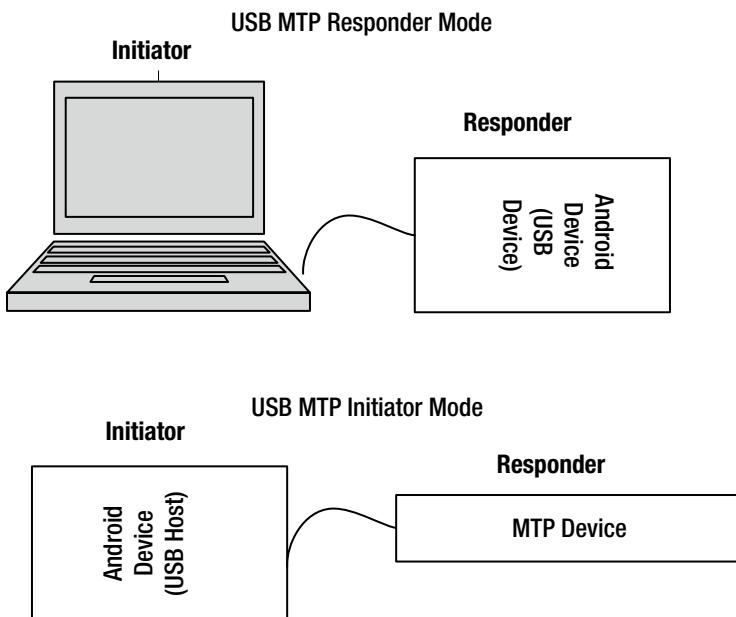 USB MTP Responder Mode
Initiator
Responder
Android
Device
(USB
Device)
USB MTP Initiator Mode
Initiator
Responder
Android
Device
(USB Host)
MTP Device